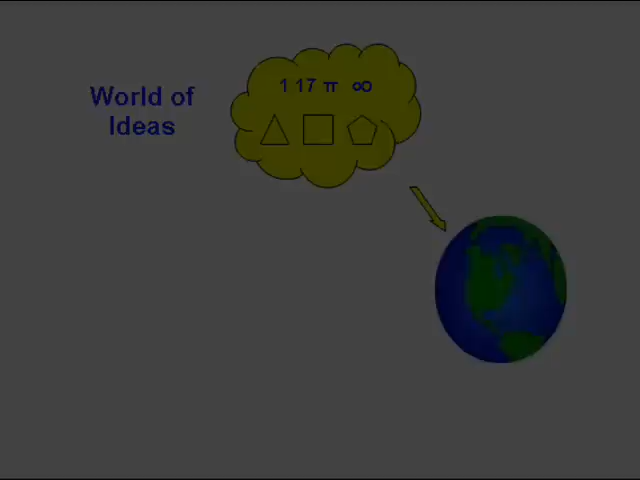 World of
Ideas
1 17 π ∞